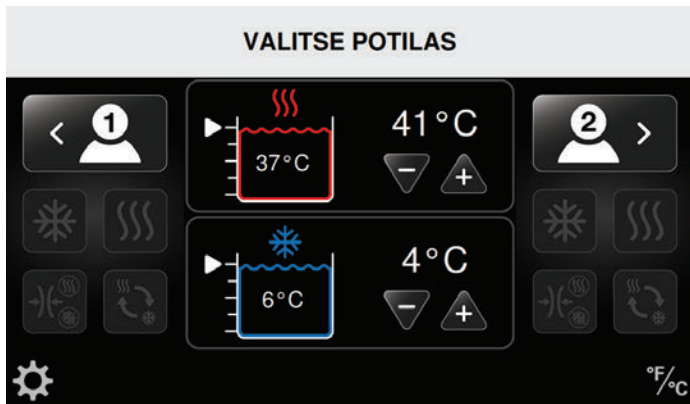 VALITSE POTILAS
1
41°C
2
37°C
− +
4°C
6°C
− +
°F/°C